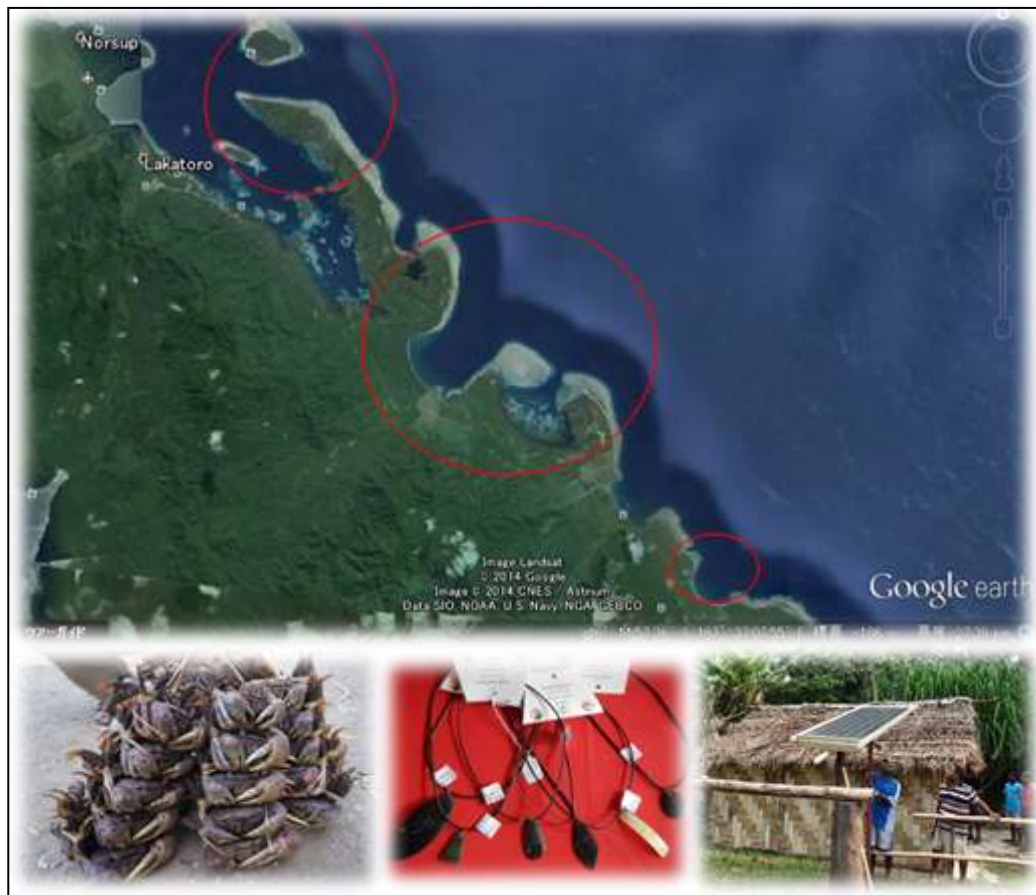 Norsup
Lakatoro
Image Landsat
© 2014 Google
Image © 2014 CNES / Astrium
Data SIO, NOAA, U.S. Navy, NGA, GEBCO
Google earth